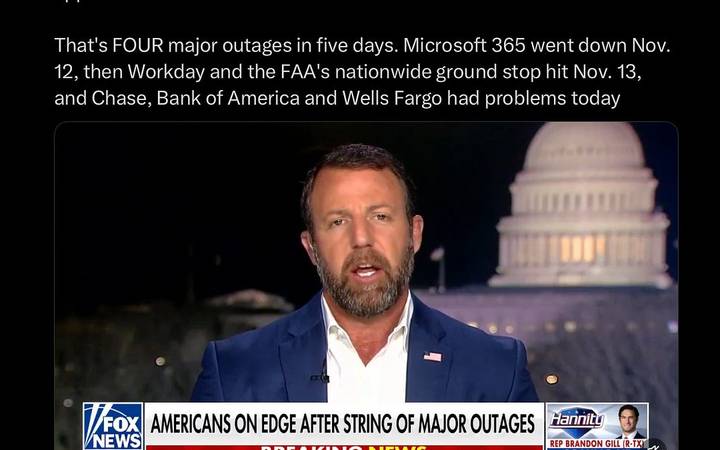 That's FOUR major outages in five days. Microsoft 365 went down Nov.
12, then Workday and the FAA's nationwide ground stop hit Nov. 13,
and Chase, Bank of America and Wells Fargo had problems today
FOX
NEWS
AMERICANS ON EDGE AFTER STRING OF MAJOR OUTAGES
Hannity
REP BRANDON GILL (R-TX)
BREAKING NEWS